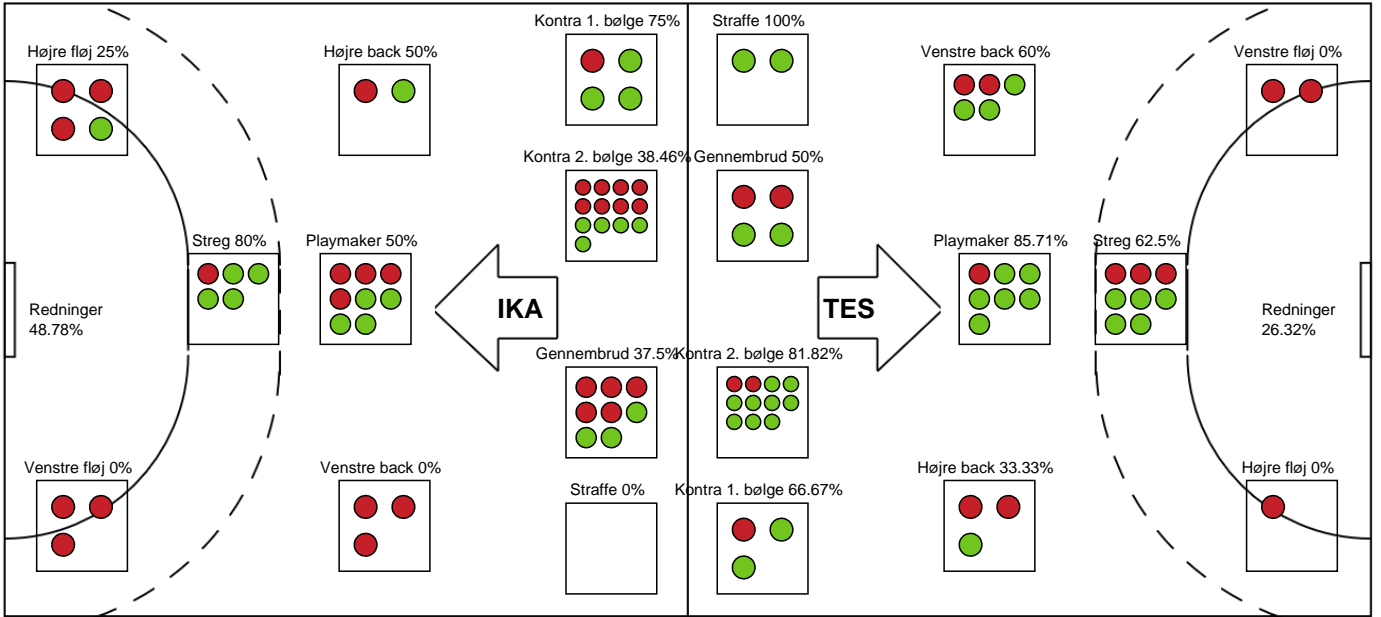 Kontra 1. bølge 75%
Straffe 100%
Højre fløj 25%
Højre back 50%
Venstre back 60%
Venstre fløj 0%
Kontra 2. bølge 38.46%
Gennembrud 50%
Streg 80%
Playmaker 50%
Playmaker 85.71%
Streg 62.5%
Redninger
48.78%
IKA
TES
Redninger
26.32%
Gennembrud 37.5%
Kontra 2. bølge 81.82%
Venstre fløj 0%
Venstre back 0%
Højre back 33.33%
Højre fløj 0%
Straffe 0%
Kontra 1. bølge 66.67%